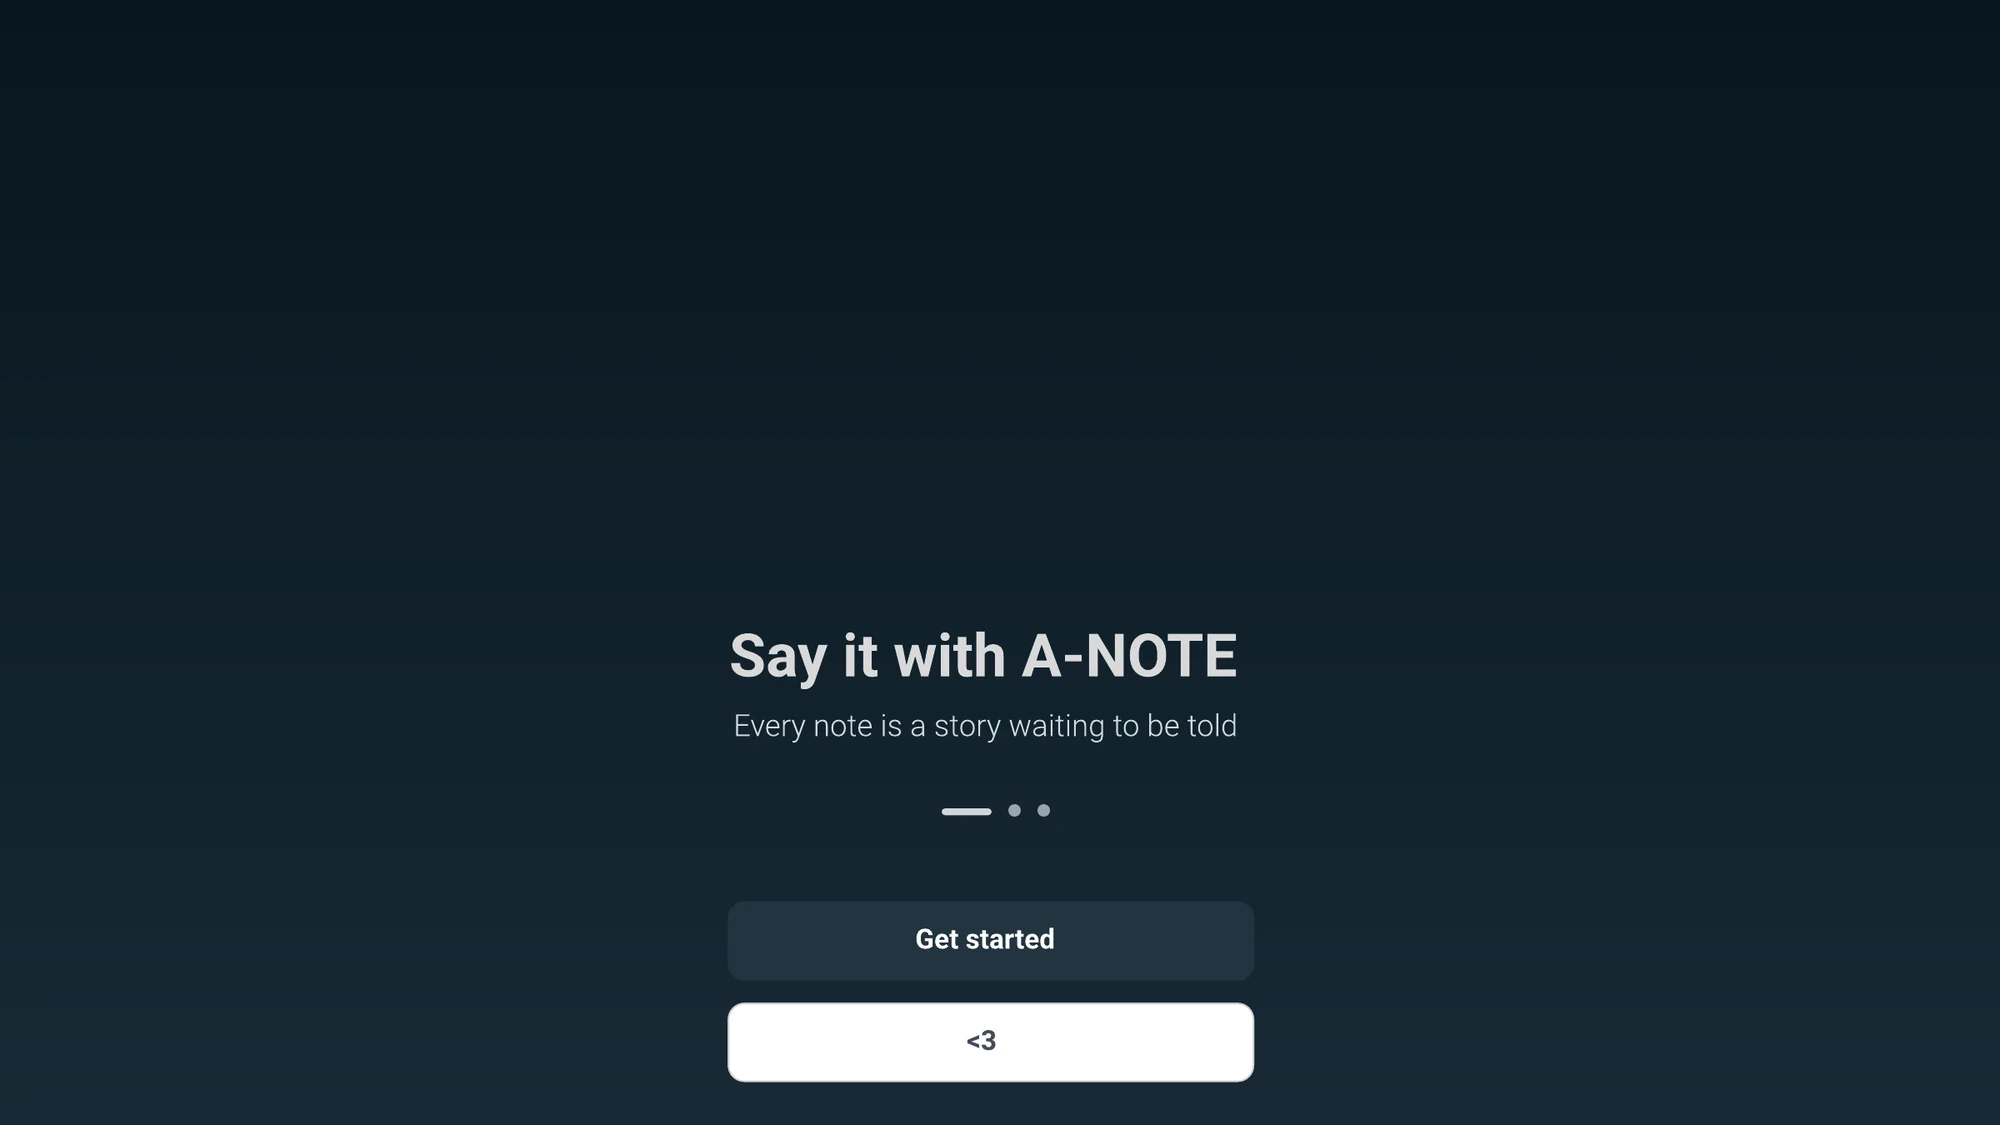 Say it with A-NOTE
Every note is a story waiting to be told
Get started
<3